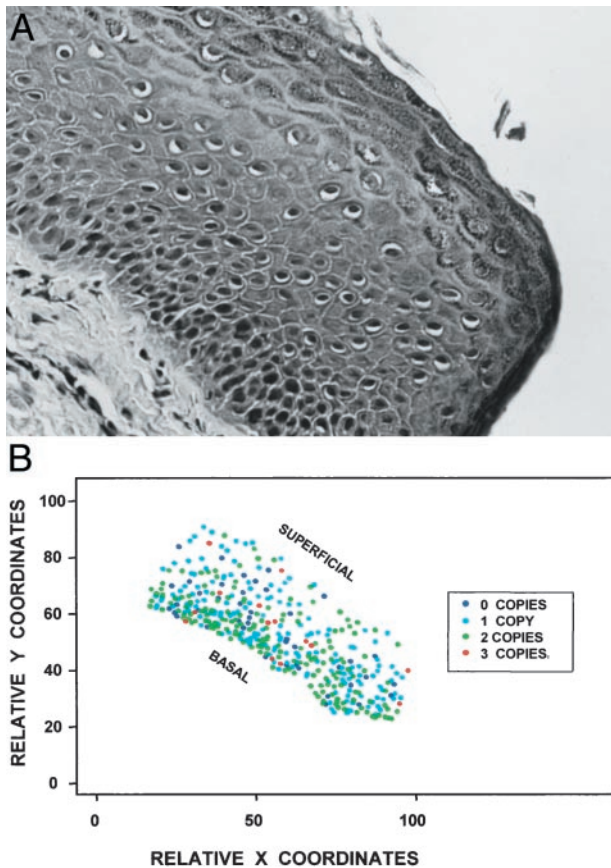 A
B
RELATIVE Y COORDINATES
100
80
60
40
20
0
SUPERFICIAL
BASAL
0 COPIES
1 COPY
2 COPIES
3 COPIES.
0
50
100
RELATIVE X COORDINATES